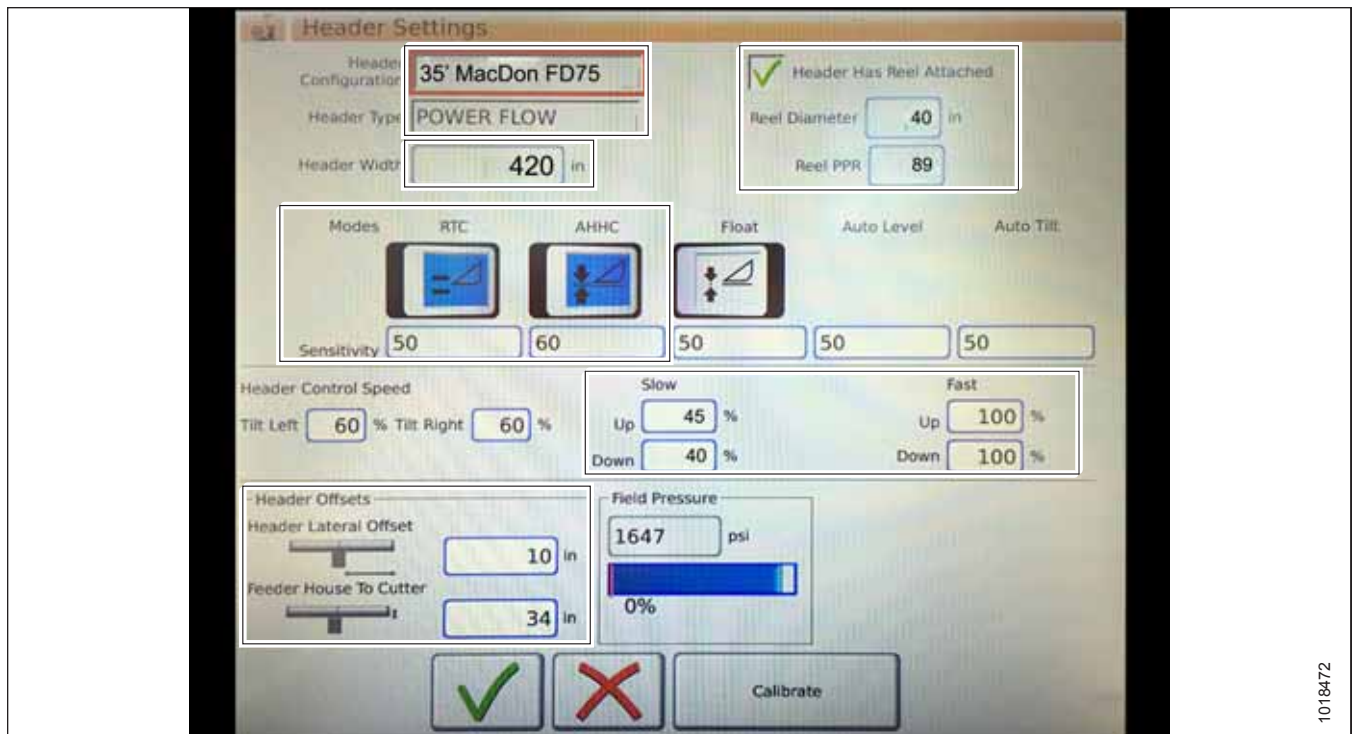 Header Settings
Header Configuration 35' MacDon FD75
Header Type POWER FLOW
Header Width 420 in
Header Has Reel Attached
Reel Diameter 40 in
Reel PPR 89
Modes RTC AHHC Float Auto Level Auto Tilt
Sensitivity 50 60 50 50 50
Header Control Speed
Tilt Left 60 % Tilt Right 60 %
Slow Fast
Up 45 % Up 100 %
Down 40 % Down 100 %
Header Offsets
Header Lateral Offset
10 in
Feeder House To Cutter
34 in
Field Pressure
1647 psi
0%
Calibrate
1018472